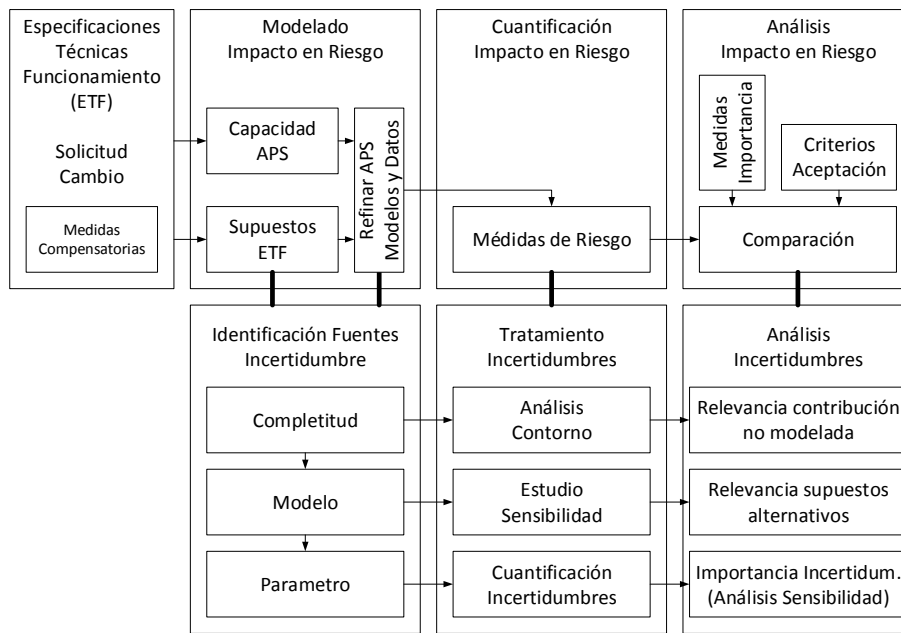 Especificaciones
Técnicas
Funcionamiento
(ETF)
Solicitud
Cambio
Medidas
Compensatorias
Modelado
Impacto en Riesgo
Capacidad
APS
Supuestos
ETF
Refinar APS
Modelos y Datos
Cuantificación
Impacto en Riesgo
Médidas de Riesgo
Análisis
Impacto en Riesgo
Medidas
Importancia
Criterios
Aceptación
Comparación
Identificación Fuentes
Incertidumbre
Completitud
Modelo
Parametro
Tratamiento
Incertidumbres
Análisis
Contorno
Estudio
Sensibilidad
Cuantificación
Incertidumbres
Análisis
Incertidumbres
Relevancia contribución
no modelada
Relevancia supuestos
alternativos
Importancia Incertidum.
(Análisis Sensibilidad)